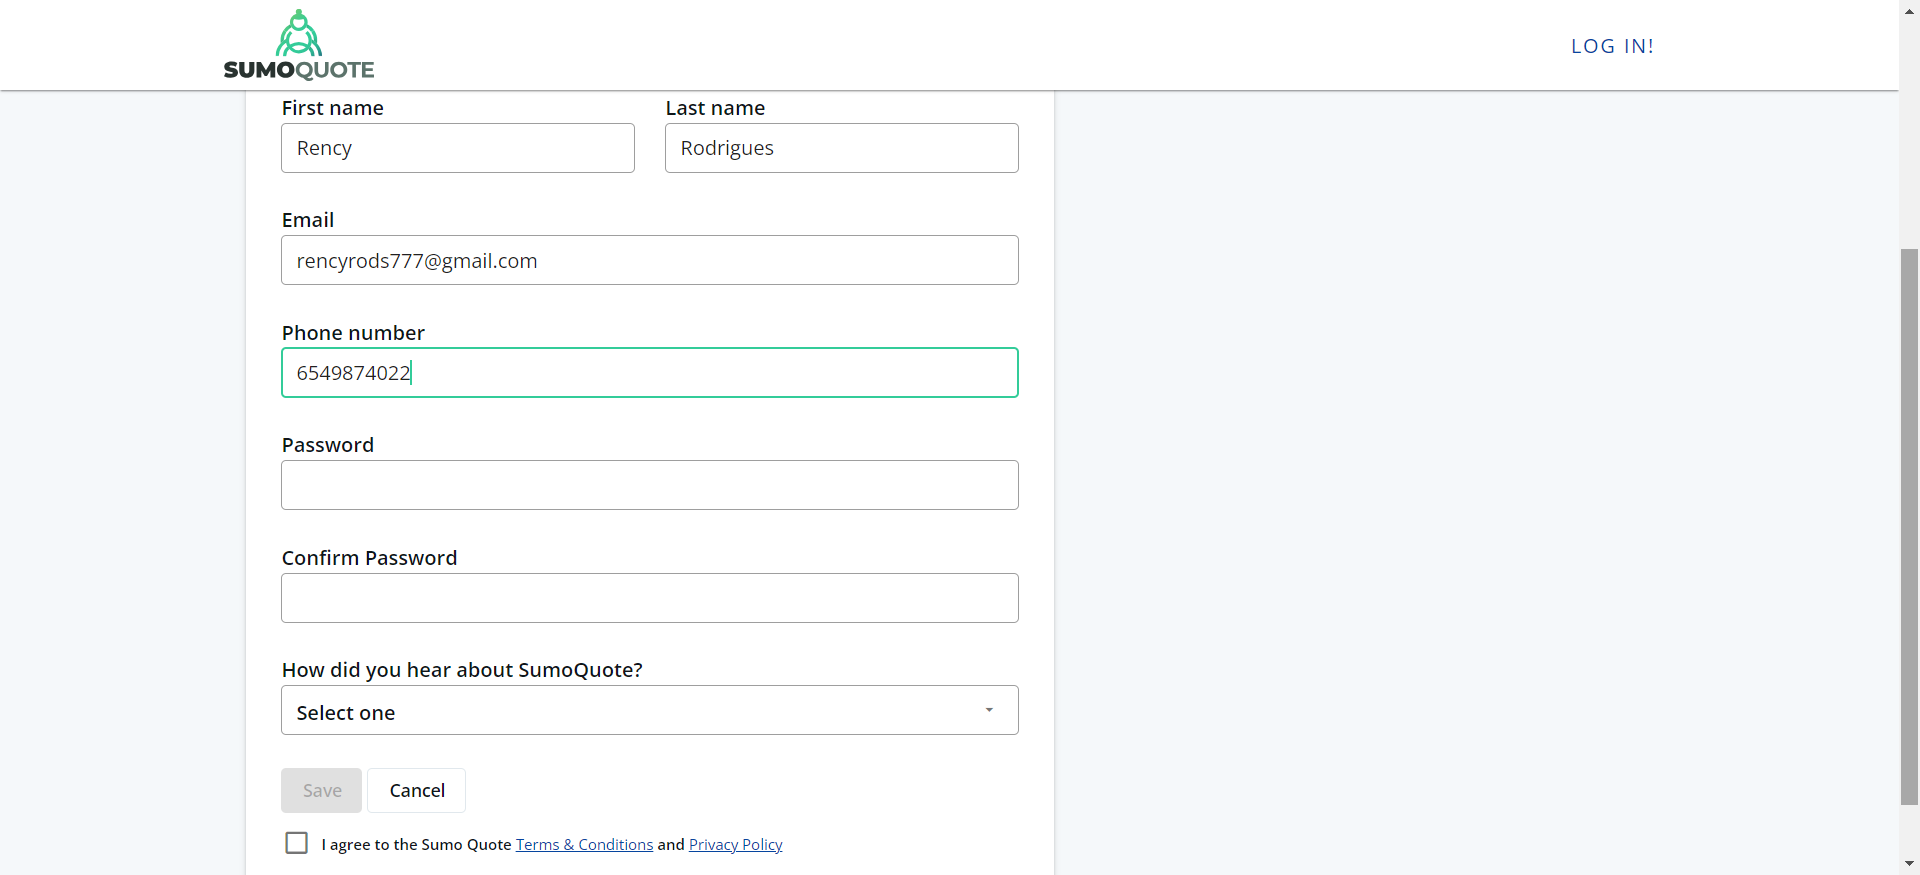 SUMOQUOTE
LOG IN!
First name
Last name
Rency
Rodrigues
Email
rencyrods777@gmail.com
Phone number
6549874022
Password
Confirm Password
How did you hear about SumoQuote?
Select one
Save
Cancel
I agree to the Sumo Quote Terms & Conditions and Privacy Policy